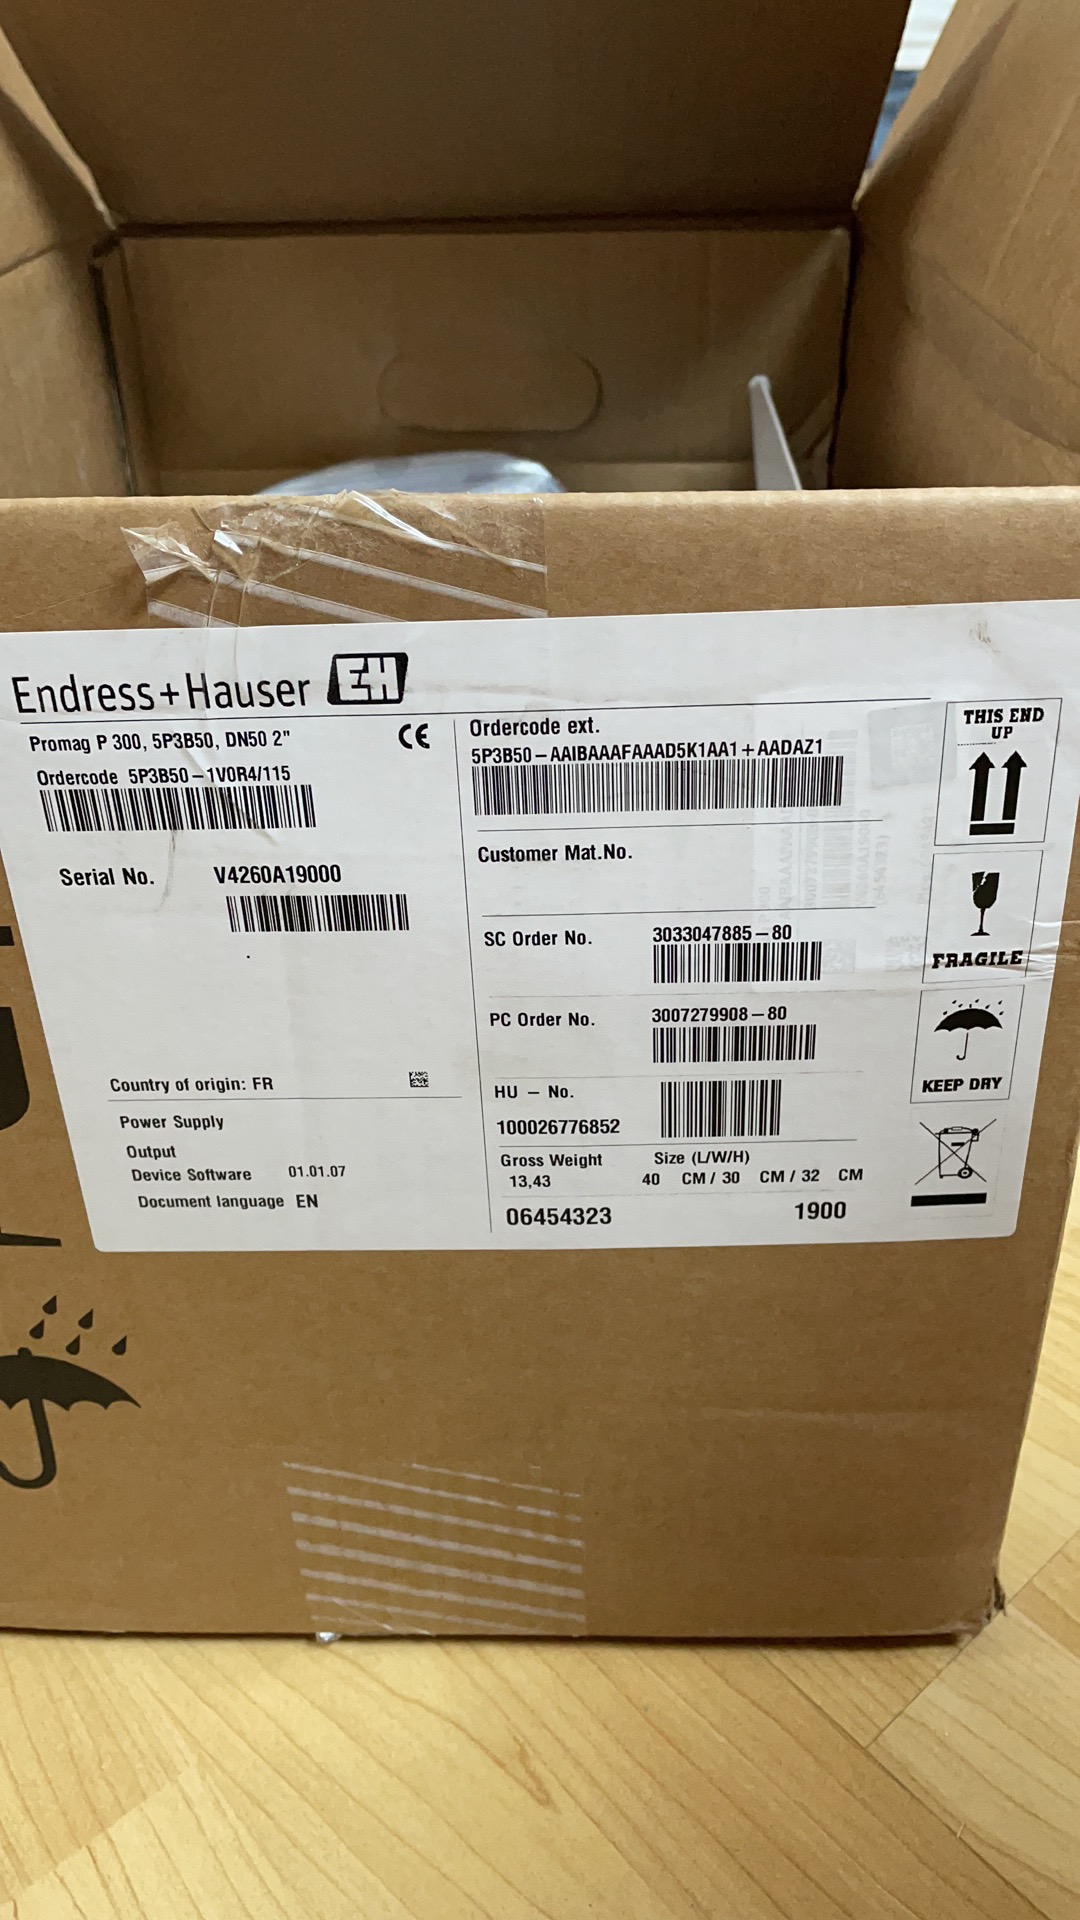 Endress+Hauser EH
Promag P 300, 5P3B50, DN50 2"
CE
Ordercode 5P3B50-1V0R4/115
Serial No. V4260A19000
Country of origin: FR
Power Supply
Output
Device Software 01.01.07
Document language EN
Ordercode ext.
5P3B50-AAIBAAAFAAAD5K1AA1+AADAZ1
Customer Mat.No.
SC Order No. 3033047885-80
PC Order No. 3007279908-80
HU - No.
100026776852
Gross Weight Size (L/W/H)
13,43 40 CM / 30 CM / 32 CM
06454323 1900
THIS END
UP
FRAGILE
KEEP DRY